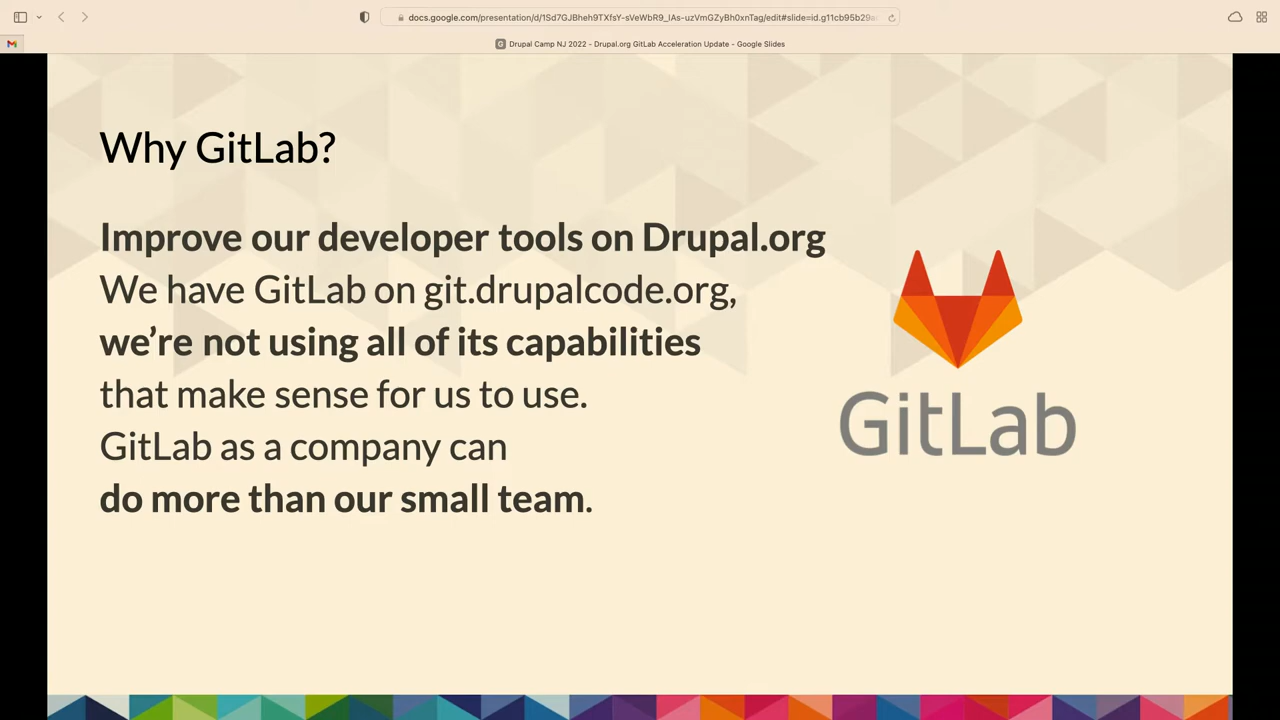 docs.google.com/presentation/d/1Sd7GJBheh9TXfsY-sVeWbR9_IAs-uzVmGZyBh0xnTag/edit#slide=id.g11cb95b29a
Drupal Camp NJ 2022 - Drupal.org GitLab Acceleration Update - Google Slides
Why GitLab?
Improve our developer tools on Drupal.org
We have GitLab on git.drupalcode.org,
we’re not using all of its capabilities
that make sense for us to use.
GitLab as a company can
do more than our small team.
GitLab